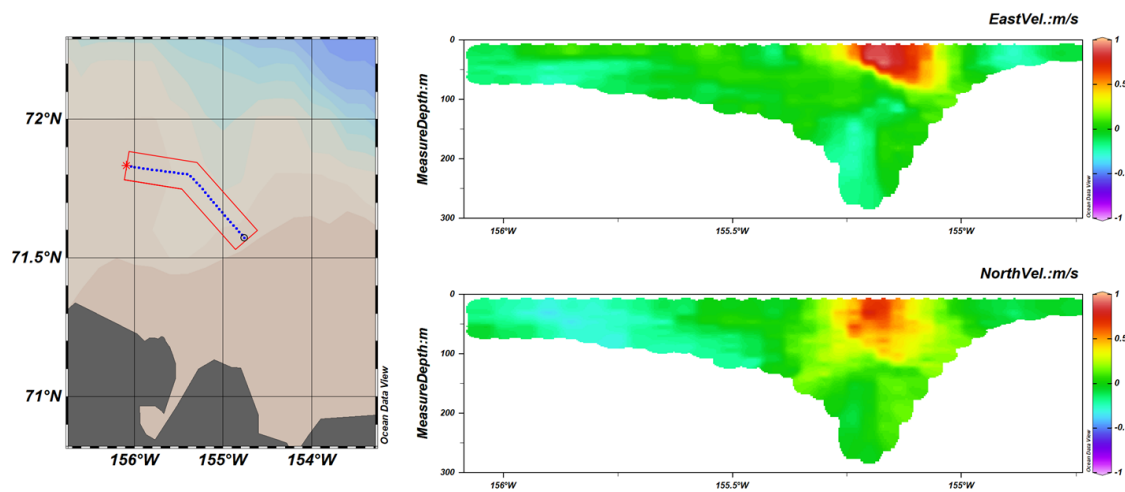 72°N
71.5°N
71°N
156°W 155°W 154°W
Ocean Data View
EastVel.:m/s
MeasureDepth:m
0
100
200
300
156°W 155.5°W 155°W
1
0.5
0
-0.
-1
Ocean Data View
NorthVel.:m/s
MeasureDepth:m
0
100
200
300
156°W 155.5°W 155°W
1
0.5
0
-0.5
-1
Ocean Data View